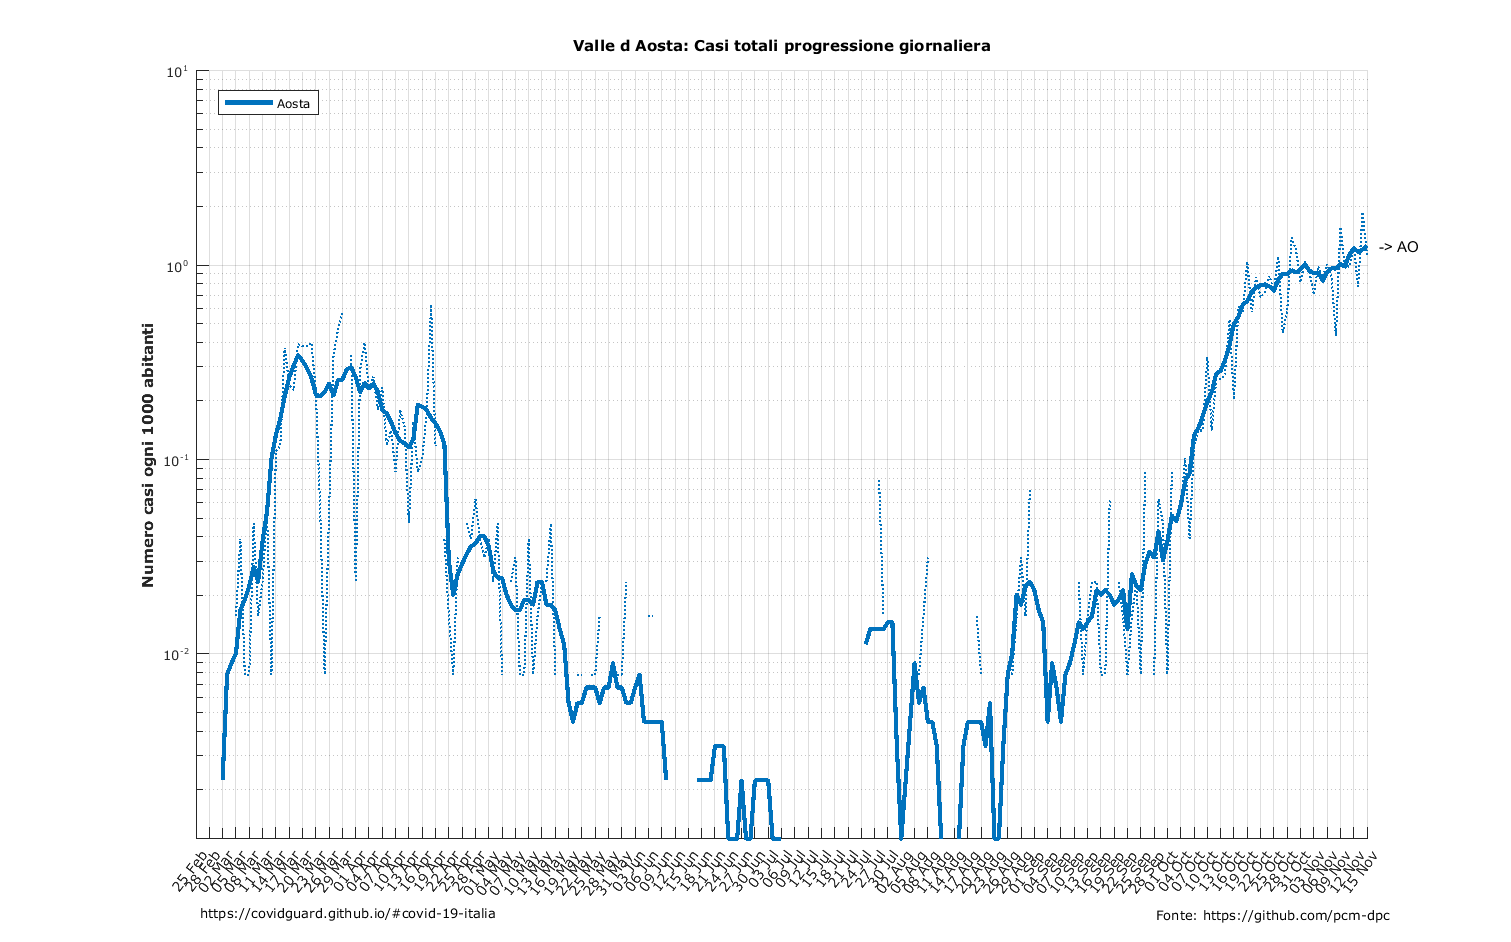 Valle d Aosta: Casi totali progressione giornaliera
Aosta
10¹
10⁰
10⁻¹
10⁻²
Numero casi ogni 1000 abitanti
-> AO
25 Feb
28 Feb
02 Mar
05 Mar
08 Mar
11 Mar
14 Mar
17 Mar
20 Mar
23 Mar
26 Mar
29 Mar
01 Apr
04 Apr
07 Apr
10 Apr
13 Apr
16 Apr
19 Apr
22 Apr
25 Apr
28 Apr
01 May
04 May
07 May
10 May
13 May
16 May
19 May
22 May
25 May
28 May
31 May
03 Jun
06 Jun
09 Jun
12 Jun
15 Jun
18 Jun
21 Jun
24 Jun
27 Jun
30 Jun
03 Jul
06 Jul
09 Jul
12 Jul
15 Jul
18 Jul
21 Jul
24 Jul
27 Jul
30 Jul
02 Aug
05 Aug
08 Aug
11 Aug
14 Aug
17 Aug
20 Aug
23 Aug
26 Aug
29 Aug
01 Sep
04 Sep
07 Sep
10 Sep
13 Sep
16 Sep
19 Sep
22 Sep
25 Sep
28 Sep
01 Oct
04 Oct
07 Oct
10 Oct
13 Oct
16 Oct
19 Oct
22 Oct
25 Oct
28 Oct
31 Oct
03 Nov
06 Nov
09 Nov
12 Nov
15 Nov
https://covidguard.github.io/#covid-19-italia
Fonte: https://github.com/pcm-dpc